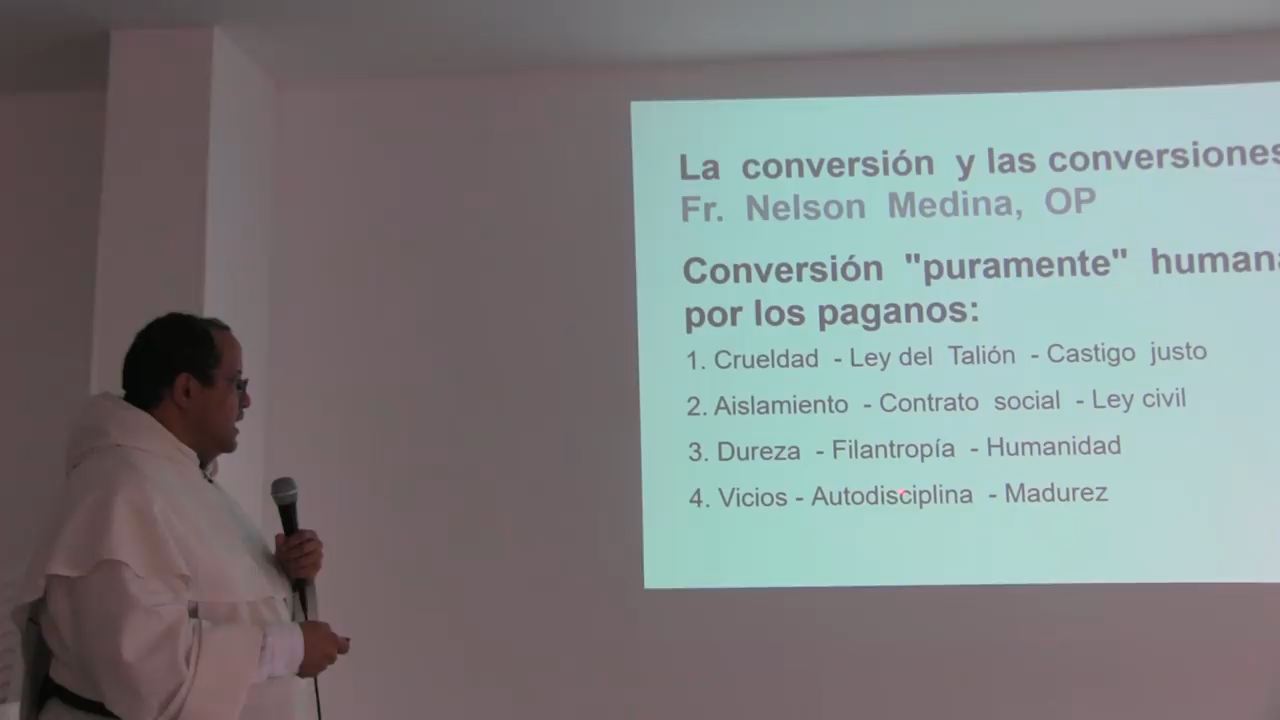 La conversión y las conversiones
Fr. Nelson Medina, OP
Conversión "puramente" humana
por los paganos:
1. Crueldad - Ley del Talión - Castigo justo
2. Aislamiento - Contrato social - Ley civil
3. Dureza - Filantropía - Humanidad
4. Vicios - Autodisciplina - Madurez